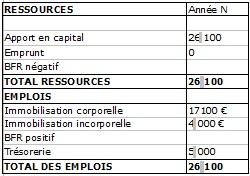 RESSOURCES Année N
Apport en capital 26 100
Emprunt 0
BFR négatif
TOTAL RESSOURCES 26 100
EMPLOIS
Immobilisation corporelle 17100 €
Immobilisation incorporelle 4 000 €
BFR positif
Trésorerie 5 000
TOTAL DES EMPLOIS 26 100